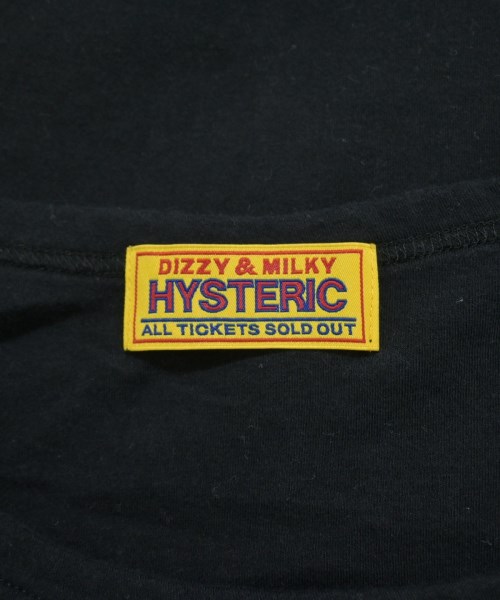 DIZZY & MILKY
HYSTERIC
ALL TICKETS SOLD OUT